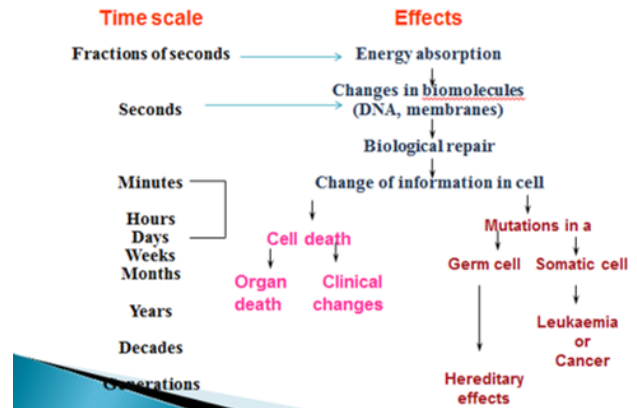 Time scale Effects
Fractions of seconds Energy absorption
Changes in biomolecules
Seconds (DNA, membranes)
Biological repair
Minutes Change of information in cell
Hours Mutations in a
Days Cell death
Weeks Germ cell Somatic cell
Months Organ Clinical
death changes
Years Leukaemia
or
Decades Cancer
Generations Hereditary
effects